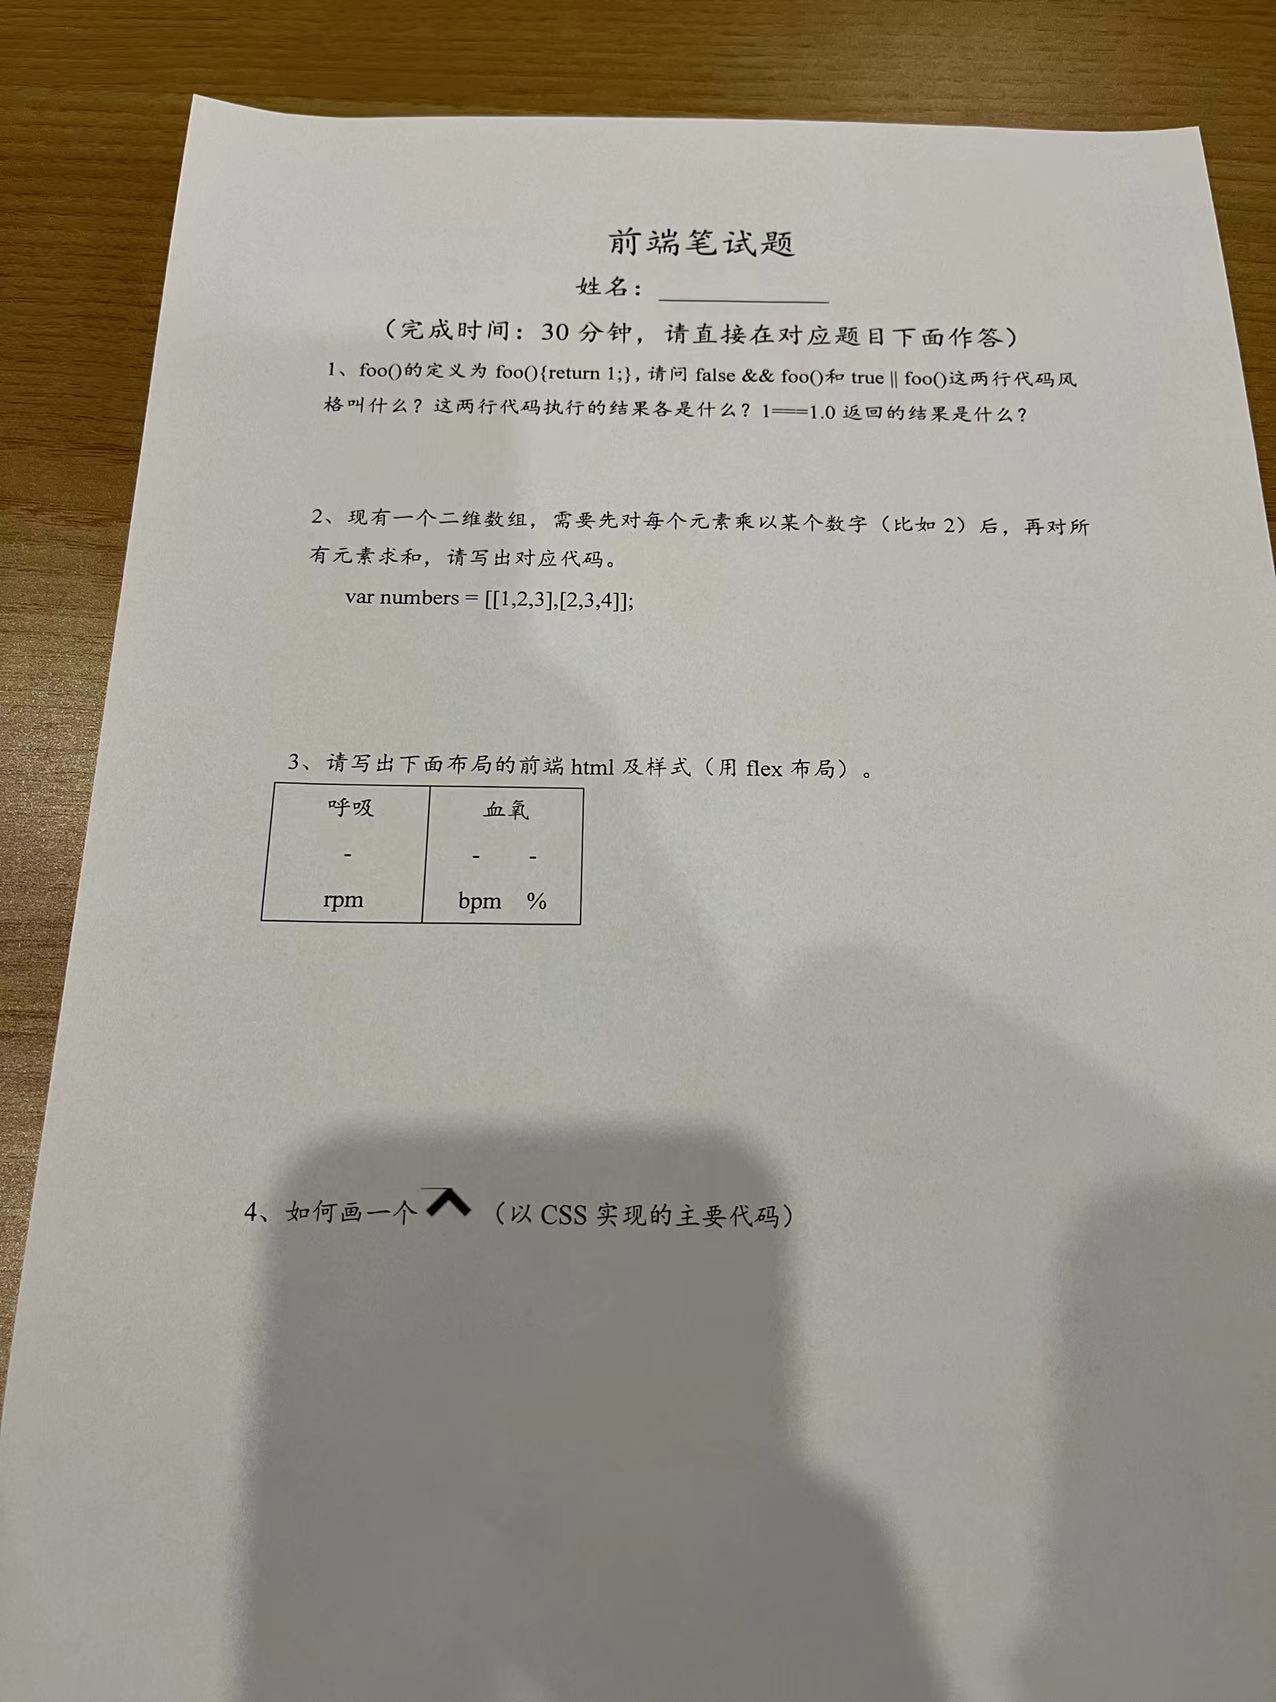 前端笔试题
姓名：
（完成时间：30 分钟，请直接在对应题目下面作答）
1、foo()的定义为 foo(){return 1;}, 请问 false && foo()和 true || foo()这两行代码风
格叫什么？这两行代码执行的结果各是什么？1===1.0 返回的结果是什么？
2、现有一个二维数组，需要先对每个元素乘以某个数字（比如 2）后，再对所
有元素求和，请写出对应代码。
var numbers = [[1,2,3],[2,3,4]];
3、请写出下面布局的前端 html 及样式（用 flex 布局）。
呼吸 血氧
- - -
rpm bpm %
4、如何画一个 （以 CSS 实现的主要代码）